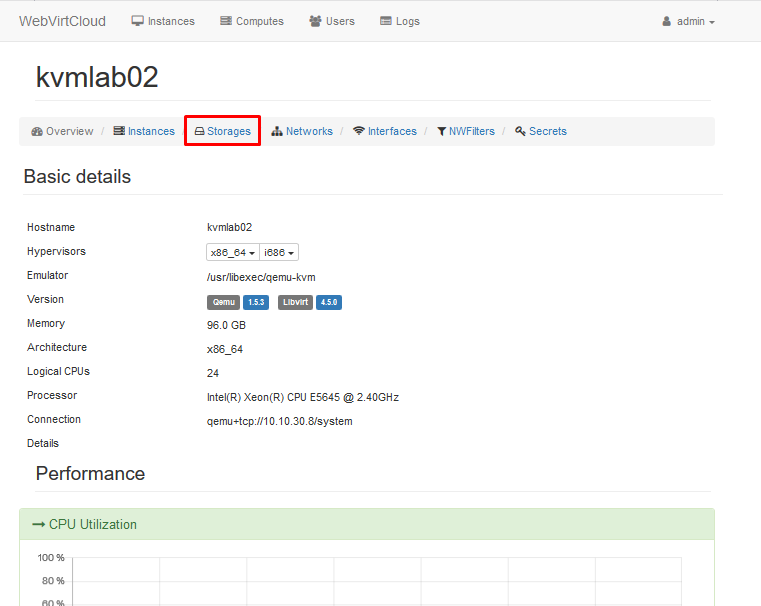 WebVirtCloud Instances Computes Users Logs admin
kvmlab02
Overview / Instances Storages Networks / Interfaces / NWFilters / Secrets
Basic details
Hostname kvmlab02
Hypervisors x86_64 i686
Emulator /usr/libexec/qemu-kvm
Version Qemu 1.5.3 Libvirt 4.5.0
Memory 96.0 GB
Architecture x86_64
Logical CPUs 24
Processor Intel(R) Xeon(R) CPU E5645 @ 2.40GHz
Connection qemu+tcp://10.10.30.8/system
Details
Performance
CPU Utilization
100 %
80 %
60 %